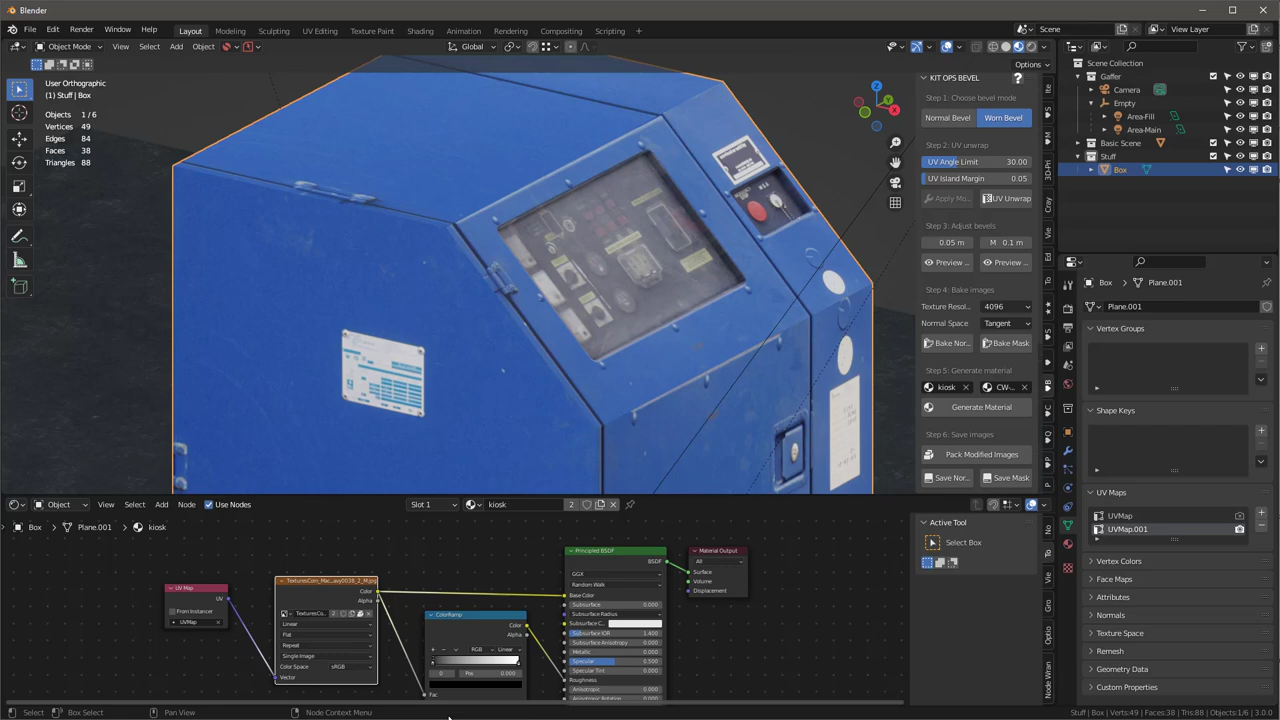 Blender
File Edit Render Window Help Layout Modeling Sculpting UV Editing Texture Paint Shading Animation Rendering Compositing Scripting + Scene View Layer
Object Mode View Select Add Object Global
Options
User Orthographic
(1) Stuff | Box
Objects 1/6
Vertices 49
Edges 84
Faces 38
Triangles 88
Z
Y
X
KIT OPS BEVEL
Step 1: Choose bevel mode
Normal Bevel Worn Bevel
Step 2: UV unwrap
UV Angle Limit 30.00
UV Island Margin 0.05
Apply Mo... UV Unwrap
Step 3: Adjust bevels
0.05 m M 0.1 m
Preview ... Preview ...
Step 4: Bake images
Texture Resol... 4096
Normal Space Tangent
Bake Nor... Bake Mask
Step 5: Generate material
kiosk CW-...
Generate Material
Step 6: Save images
Pack Modified Images
Save Nor... Save Mask
Scene Collection
Gaffer
Camera
Empty
Area-Fill
Area-Main
Basic Scene
Stuff
Box
Box Plane.001
Plane.001
Vertex Groups
Shape Keys
UV Maps
UVMap
UVMap.001
Vertex Colors
Face Maps
Attributes
Normals
Texture Space
Remesh
Geometry Data
Custom Properties
Object View Select Add Node Use Nodes Slot 1 kiosk 2
Box Plane.001 kiosk
UV Map
UV
From Instancer
UVMap
TexturesCom_Mac...avy0038_2_M.jpg
Color
Alpha
TexturesCo... 2
Linear
Flat
Repeat
Single Image
Color Space sRGB
Vector
ColorRamp
Color
Alpha
RGB Linear
0 Pos 0.000
Fac
Principled BSDF
BSDF
GGX
Random Walk
Base Color
Subsurface 0.000
Subsurface Radius
Subsurface C...
Subsurface IOR 1.400
Subsurface Anisotropy 0.000
Metallic 0.000
Specular 0.500
Specular Tint 0.000
Roughness
Anisotropic 0.000
Anisotropic Rotation 0.000
Material Output
All
Surface
Volume
Displacement
Active Tool
Select Box
Node Wran
Select Box Select Pan View Node Context Menu Stuff | Box | Verts:49 | Faces:38 | Tris:88 | Objects:1/6 | 3.0.0